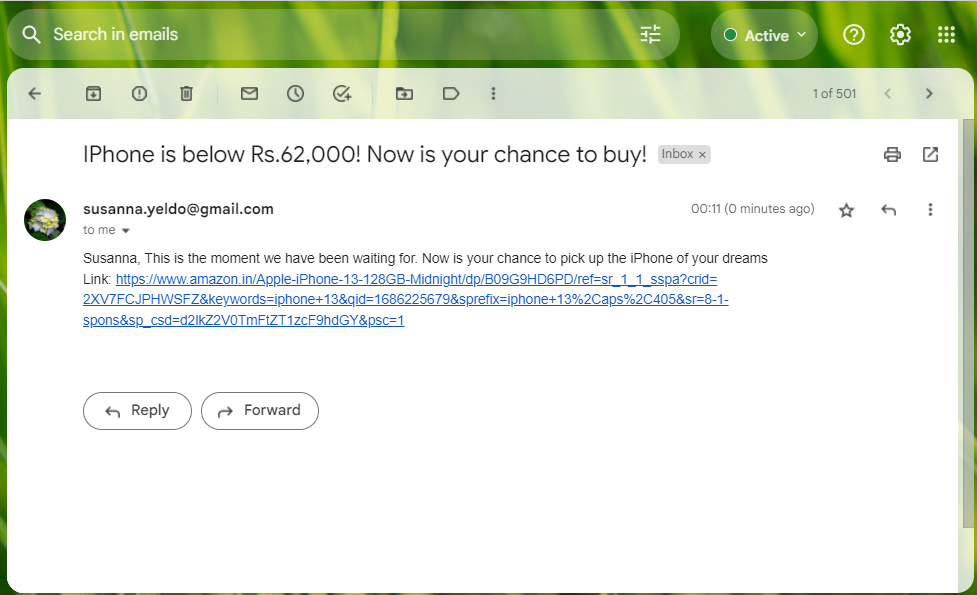 Search in emails
Active
1 of 501
IPhone is below Rs.62,000! Now is your chance to buy!
Inbox ×
susanna.yeldo@gmail.com
00:11 (0 minutes ago)
to me
Susanna, This is the moment we have been waiting for. Now is your chance to pick up the iPhone of your dreams
Link: https://www.amazon.in/Apple-iPhone-13-128GB-Midnight/dp/B09G9HD6PD/ref=sr_1_1_sspa?crid=
2XV7FCJPHWSFZ&keywords=iphone+13&qid=1686225679&sprefix=iphone+13%2Caps%2C405&sr=8-1-
spons&sp_csd=d2lkZ2V0TmFtZT1zcF9hdGY&psc=1
Reply
Forward